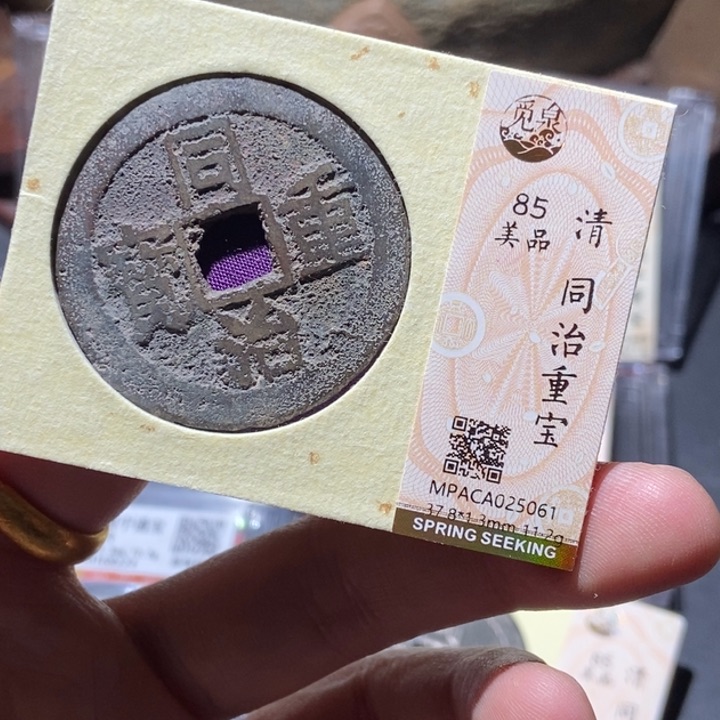 同
重
寶
治
觅泉
85
美品
清
同治重宝
MPACA025061
37.8*1.3mm 11.2g
SPRING SEEKING